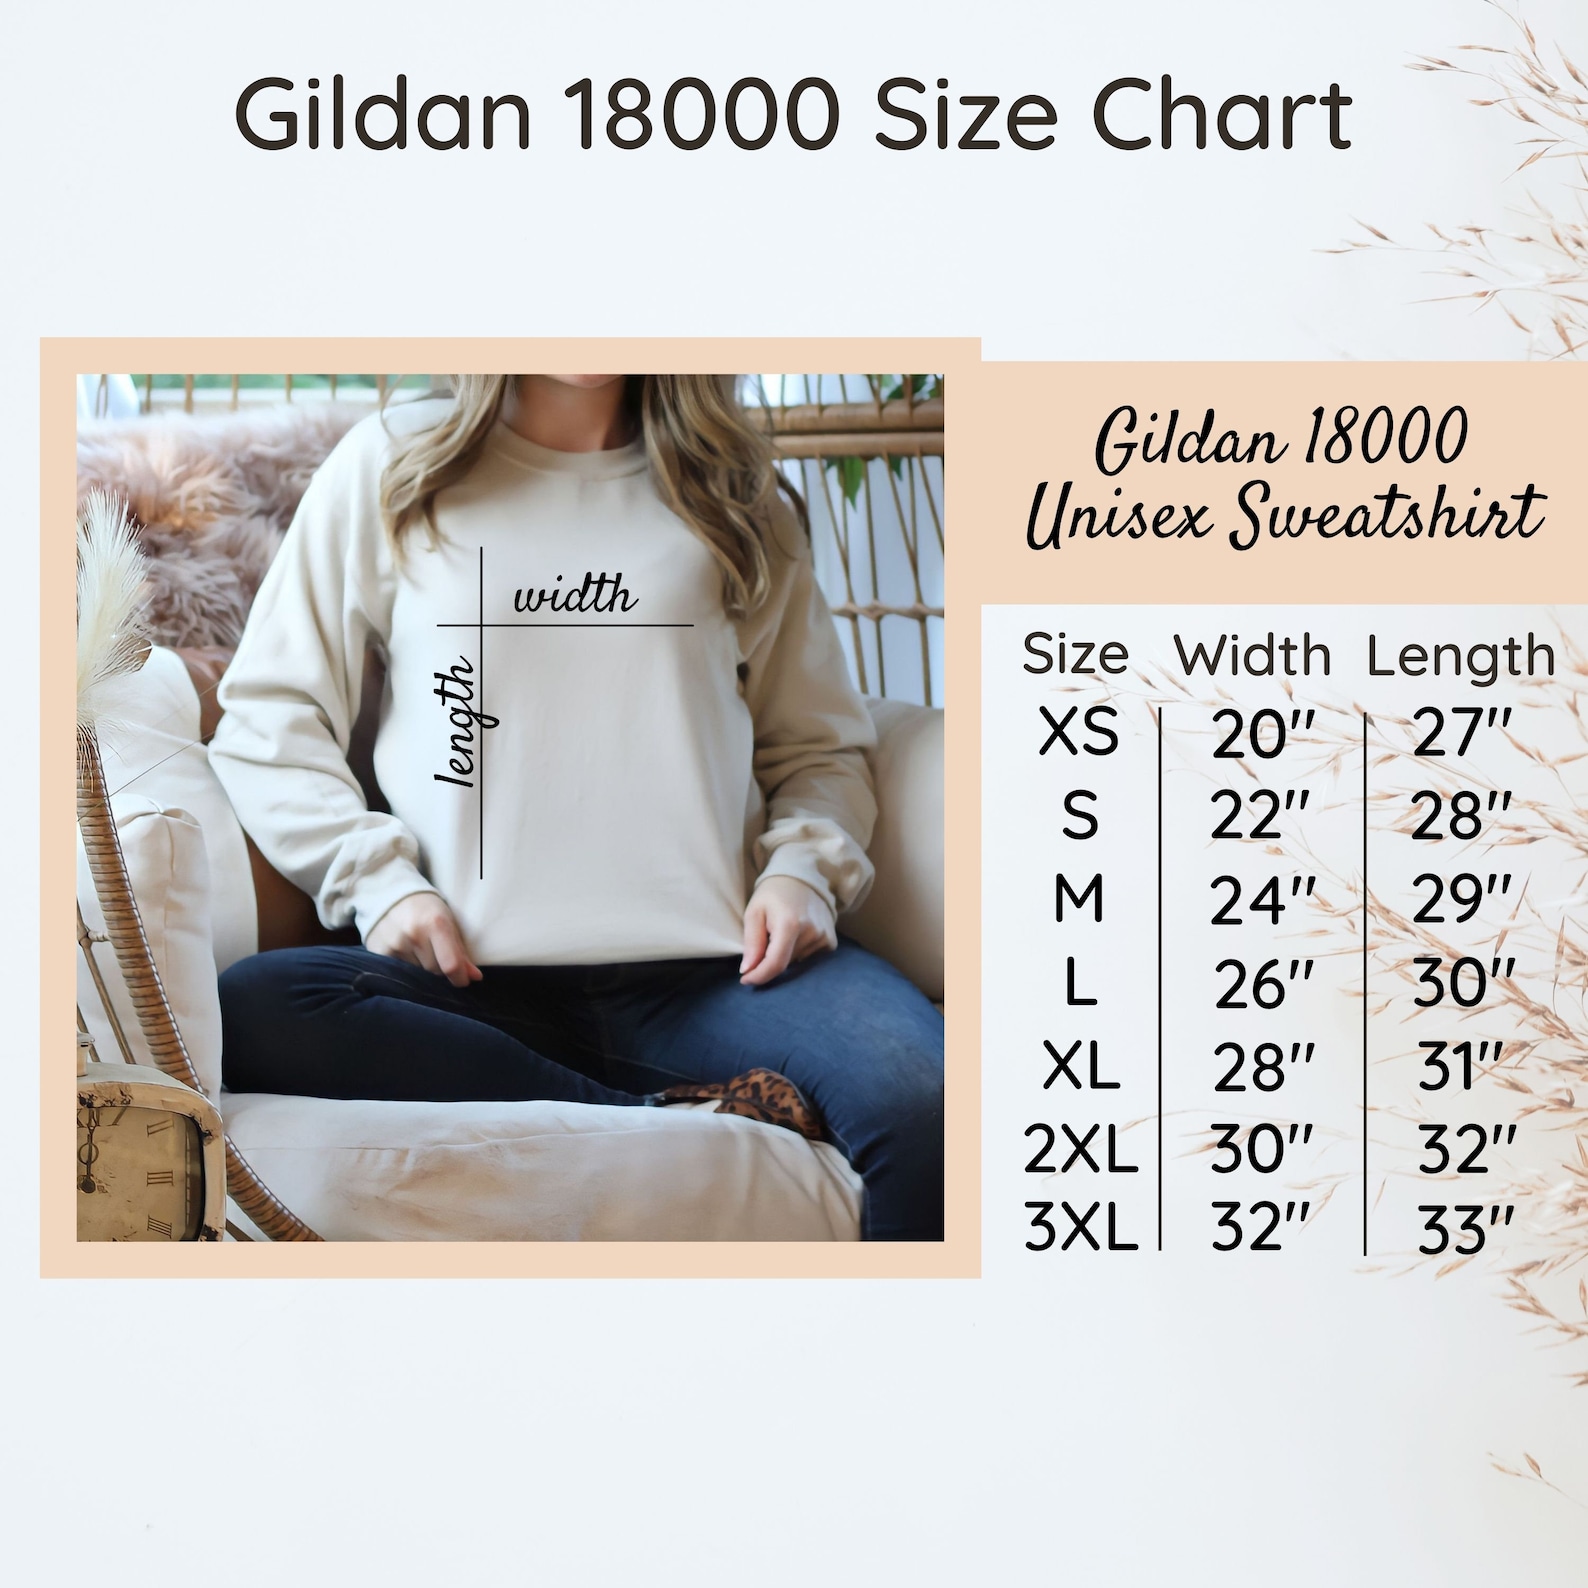 Gildan 18000 Size Chart
width
length
Gildan 18000
Unisex Sweatshirt
Size Width Length
XS 20" 27"
S 22" 28"
M 24" 29"
L 26" 30"
XL 28" 31"
2XL 30" 32"
3XL 32" 33"